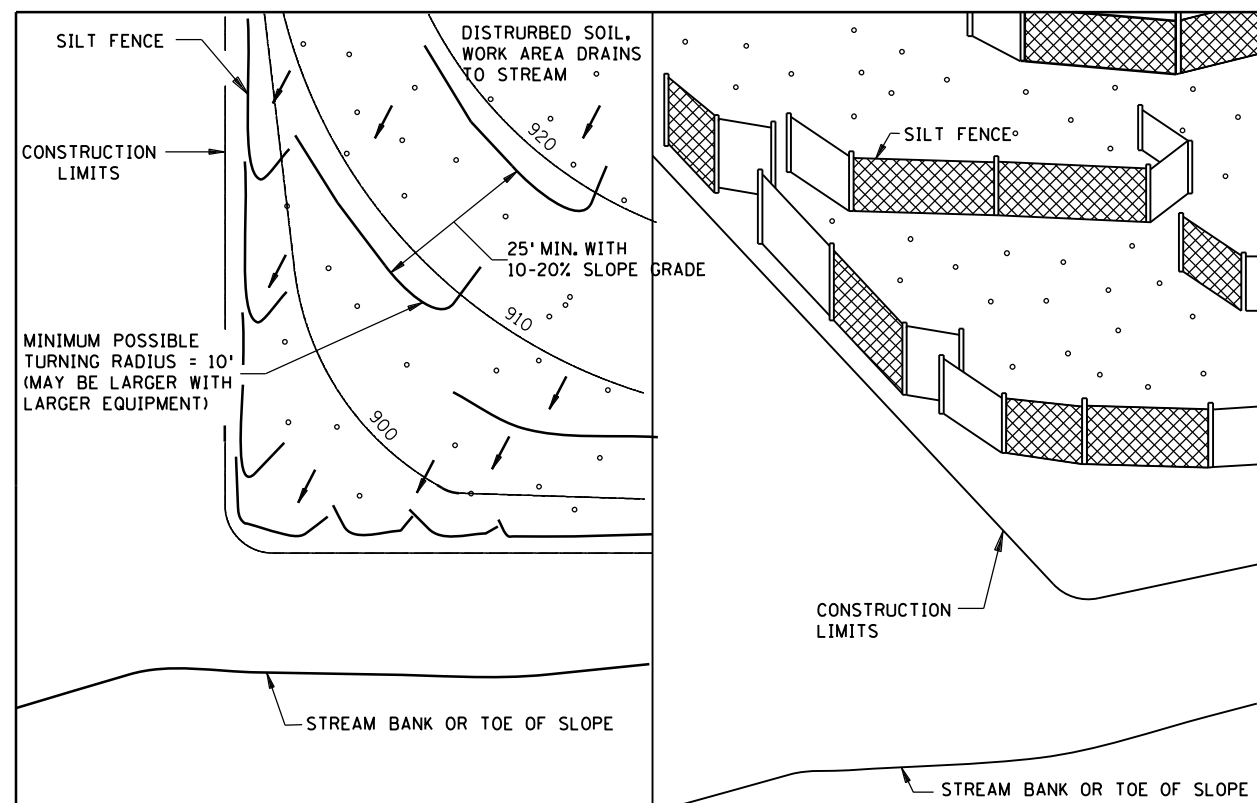 SILT FENCE
DISTRURBED SOIL,
WORK AREA DRAINS
TO STREAM
920
CONSTRUCTION
LIMITS
25' MIN. WITH
10-20% SLOPE GRADE
910
MINIMUM POSSIBLE
TURNING RADIUS = 10'
(MAY BE LARGER WITH
LARGER EQUIPMENT)
900
STREAM BANK OR TOE OF SLOPE
SILT FENCE
CONSTRUCTION
LIMITS
STREAM BANK OR TOE OF SLOPE